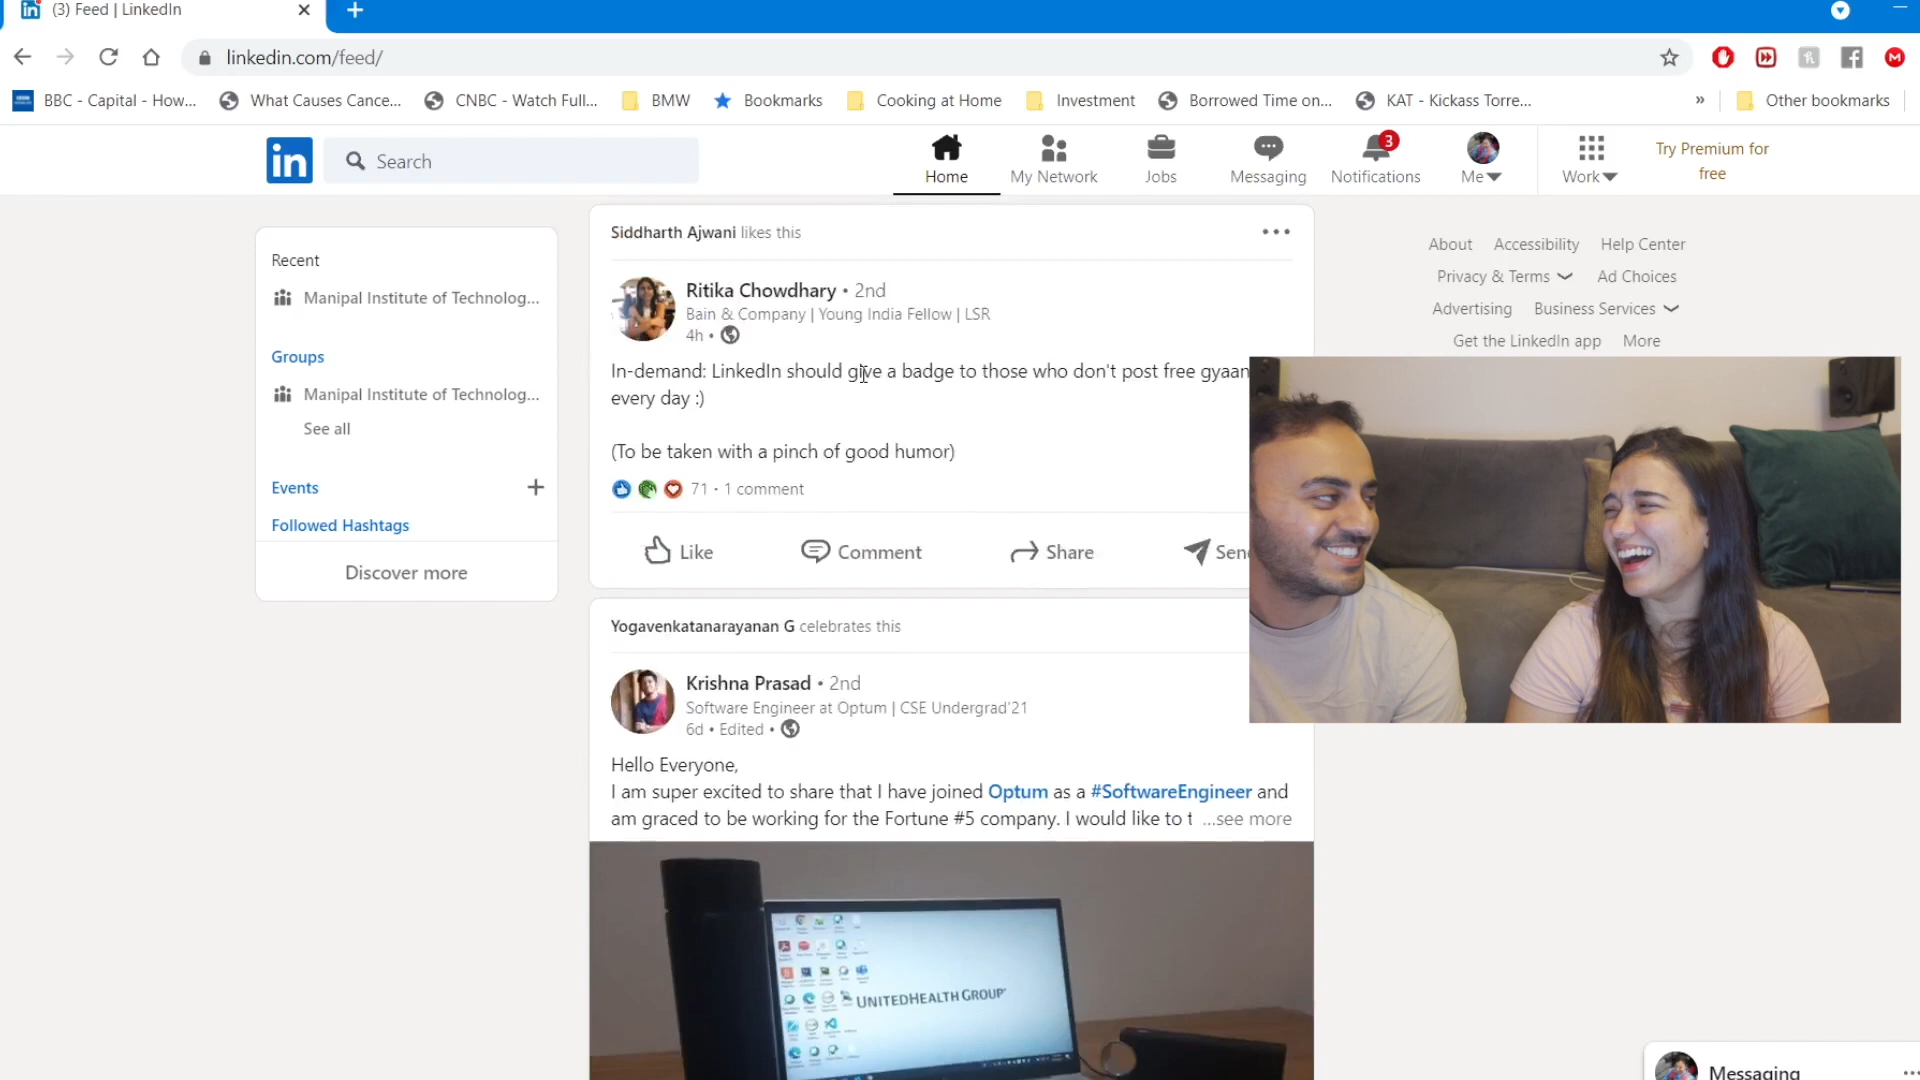 (3) Feed | LinkedIn
linkedin.com/feed/
BBC - Capital - How... What Causes Cance... CNBC - Watch Full... BMW Bookmarks Cooking at Home Investment Borrowed Time on... KAT - Kickass Torre... » Other bookmarks
in Search
Home My Network Jobs Messaging 3 Notifications Me Work Try Premium for
free
Recent
Manipal Institute of Technolog...
Groups
Manipal Institute of Technolog...
See all
Events +
Followed Hashtags
Discover more
Siddharth Ajwani likes this
Ritika Chowdhary • 2nd
Bain & Company | Young India Fellow | LSR
4h •
In-demand: LinkedIn should give a badge to those who don't post free gyaan
every day :)
(To be taken with a pinch of good humor)
71 · 1 comment
Like Comment Share Send
Yogavenkatanarayanan G celebrates this
Krishna Prasad • 2nd
Software Engineer at Optum | CSE Undergrad'21
6d • Edited •
Hello Everyone,
I am super excited to share that I have joined Optum as a #SoftwareEngineer and
am graced to be working for the Fortune #5 company. I would like to t ...see more
UNITEDHEALTH GROUP
About Accessibility Help Center
Privacy & Terms Ad Choices
Advertising Business Services
Get the LinkedIn app More
Messaging